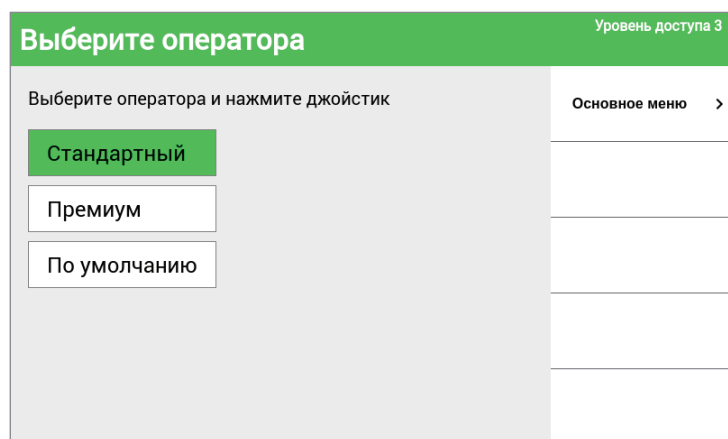 Выберите оператора
Уровень доступа 3
Выберите оператора и нажмите джойстик
Основное меню
Стандартный
Премиум
По умолчанию